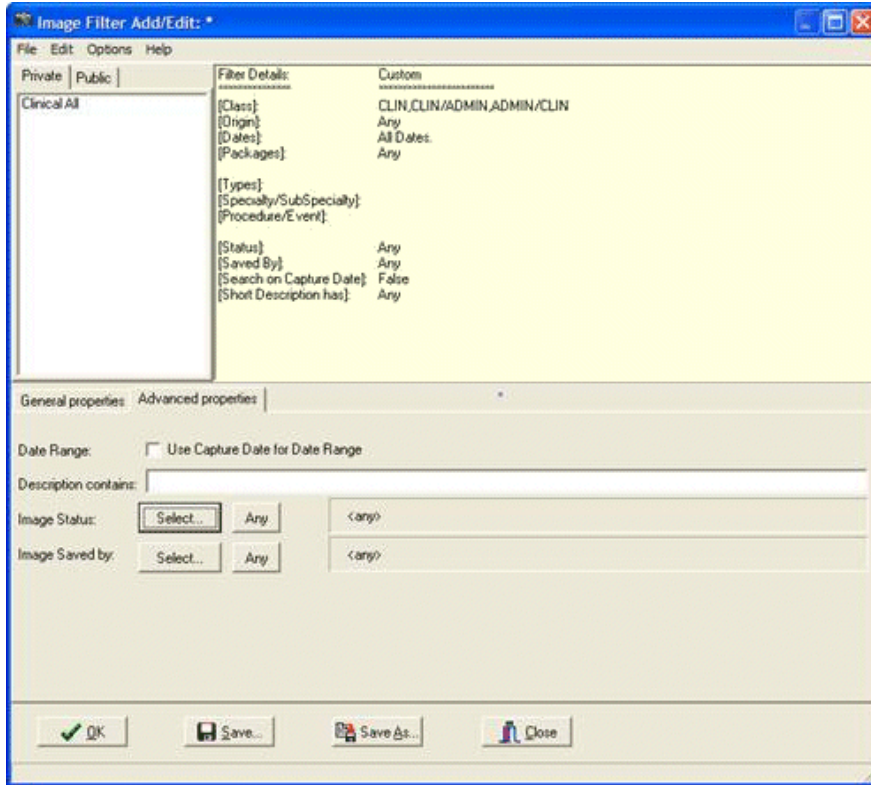 Image Filter Add/Edit: *
File Edit Options Help
Private Public
Clinical All
Filter Details: Custom
[Class]: CLIN,CLIN/ADMIN,ADMIN/CLIN
[Origin]: Any
[Dates]: All Dates.
[Packages]: Any
[Types]:
[Specialty/SubSpecialty]:
[Procedure/Event]:
[Status]: Any
[Saved By]: Any
[Search on Capture Date]: False
[Short Description has]: Any
General properties Advanced properties
Date Range: Use Capture Date for Date Range
Description contains:
Image Status: Select... Any <any>
Image Saved by: Select... Any <any>
OK Save... Save As... Close